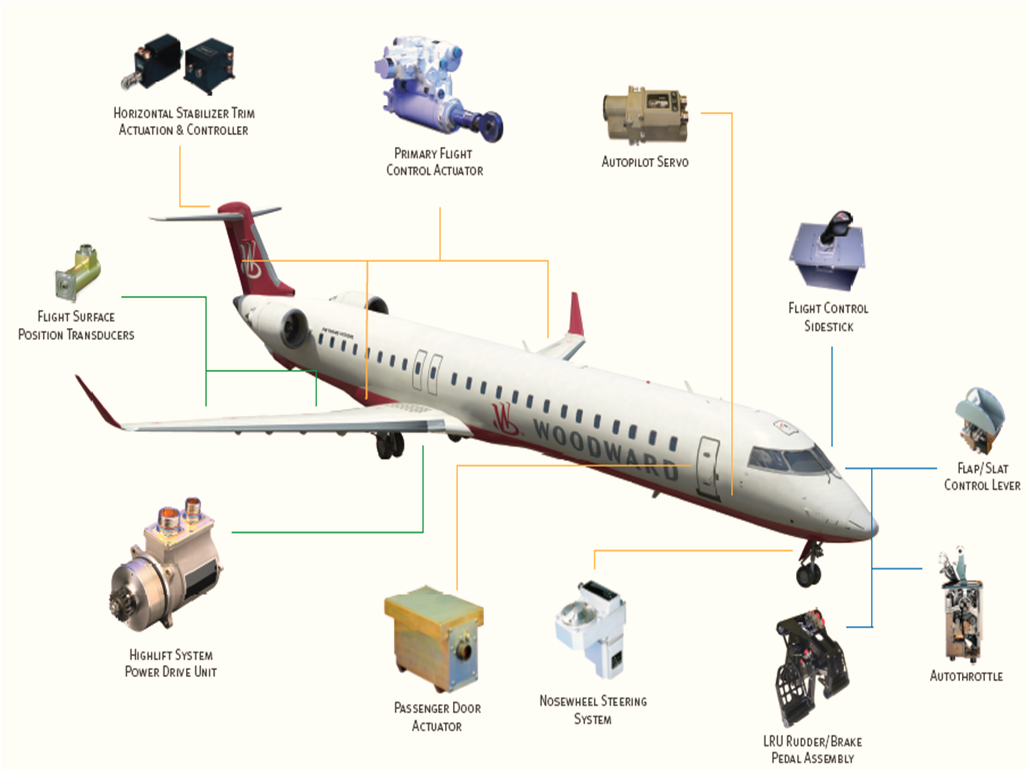 Horizontal Stabilizer Trim
Actuation & Controller
Primary Flight
Control Actuator
Autopilot Servo
Flight Surface
Position Transducers
Flight Control
Sidestick
WOODWARD
Flap/Slat
Control Lever
Highlift System
Power Drive Unit
Passenger Door
Actuator
Nosewheel Steering
System
Autothrottle
LRU Rudder/Brake
Pedal Assembly